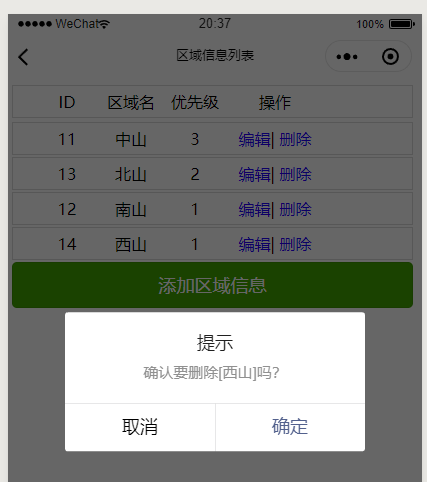 ●●●●● WeChat 20:37 100%
区域信息列表
ID 区域名 优先级 操作
11 中山 3 编辑| 删除
13 北山 2 编辑| 删除
12 南山 1 编辑| 删除
14 西山 1 编辑| 删除
添加区域信息
提示
确认要删除[西山]吗?
取消 确定